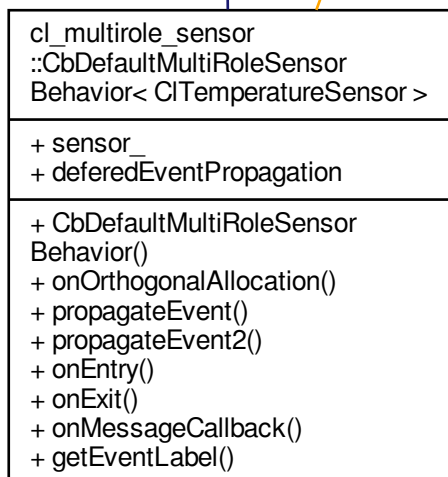 cl_multirole_sensor
::CbDefaultMultiRoleSensor
Behavior< ClTemperatureSensor >
+ sensor_
+ deferedEventPropagation
+ CbDefaultMultiRoleSensor
Behavior()
+ onOrthogonalAllocation()
+ propagateEvent()
+ propagateEvent2()
+ onEntry()
+ onExit()
+ onMessageCallback()
+ getEventLabel()